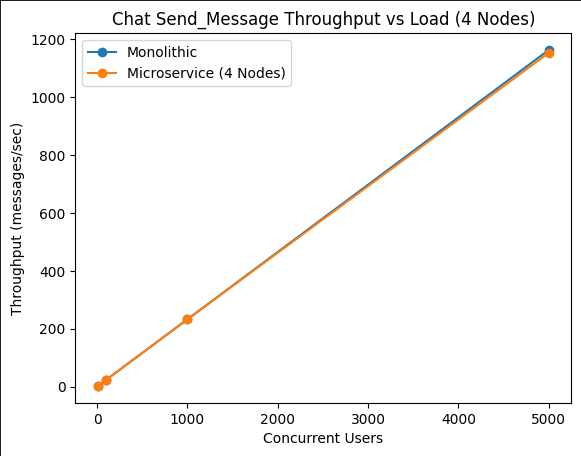 Chat Send_Message Throughput vs Load (4 Nodes)
Monolithic
Microservice (4 Nodes)
Throughput (messages/sec)
1200
1000
800
600
400
200
0
0 1000 2000 3000 4000 5000
Concurrent Users